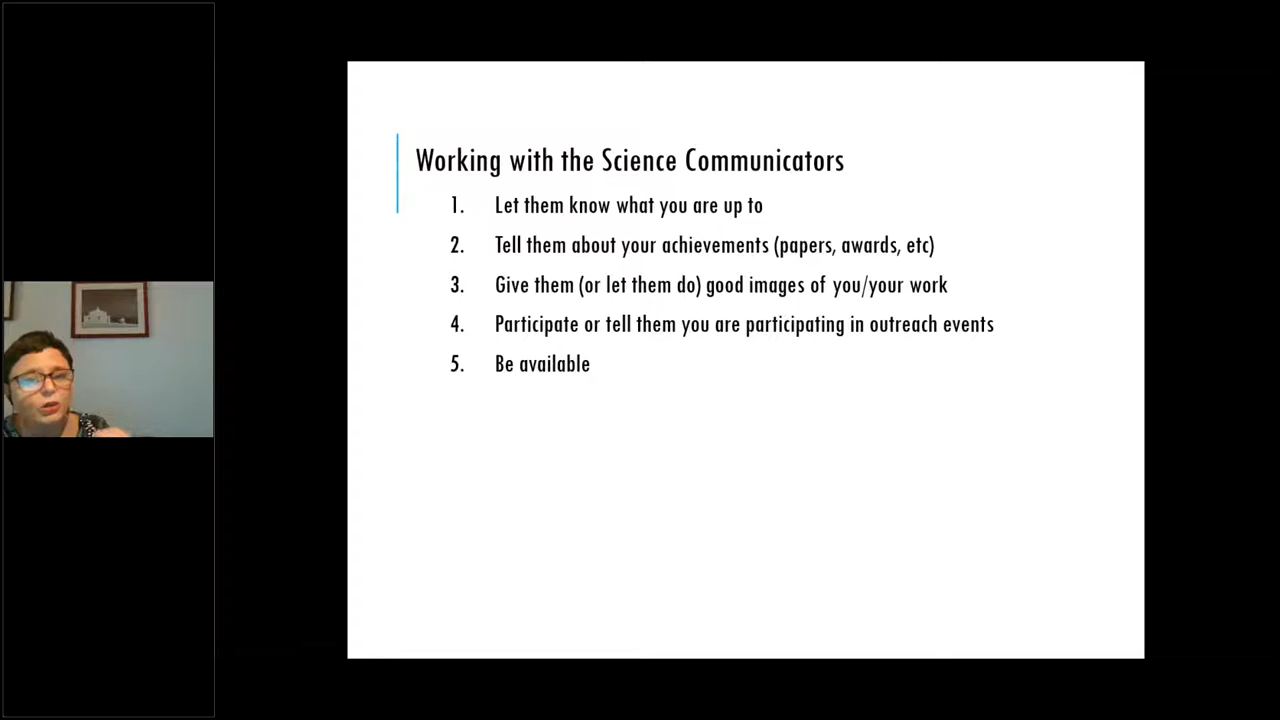 Working with the Science Communicators
1. Let them know what you are up to
2. Tell them about your achievements (papers, awards, etc)
3. Give them (or let them do) good images of you/your work
4. Participate or tell them you are participating in outreach events
5. Be available